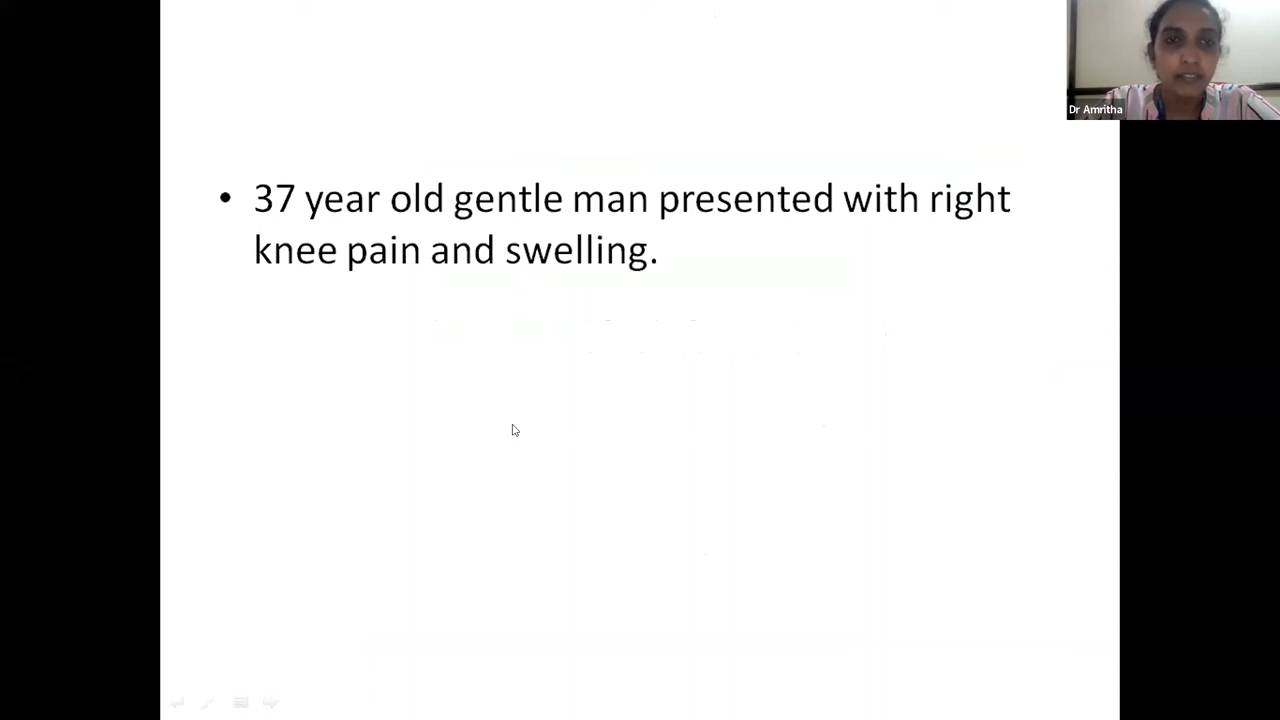 Dr Amritha
• 37 year old gentle man presented with right
knee pain and swelling.